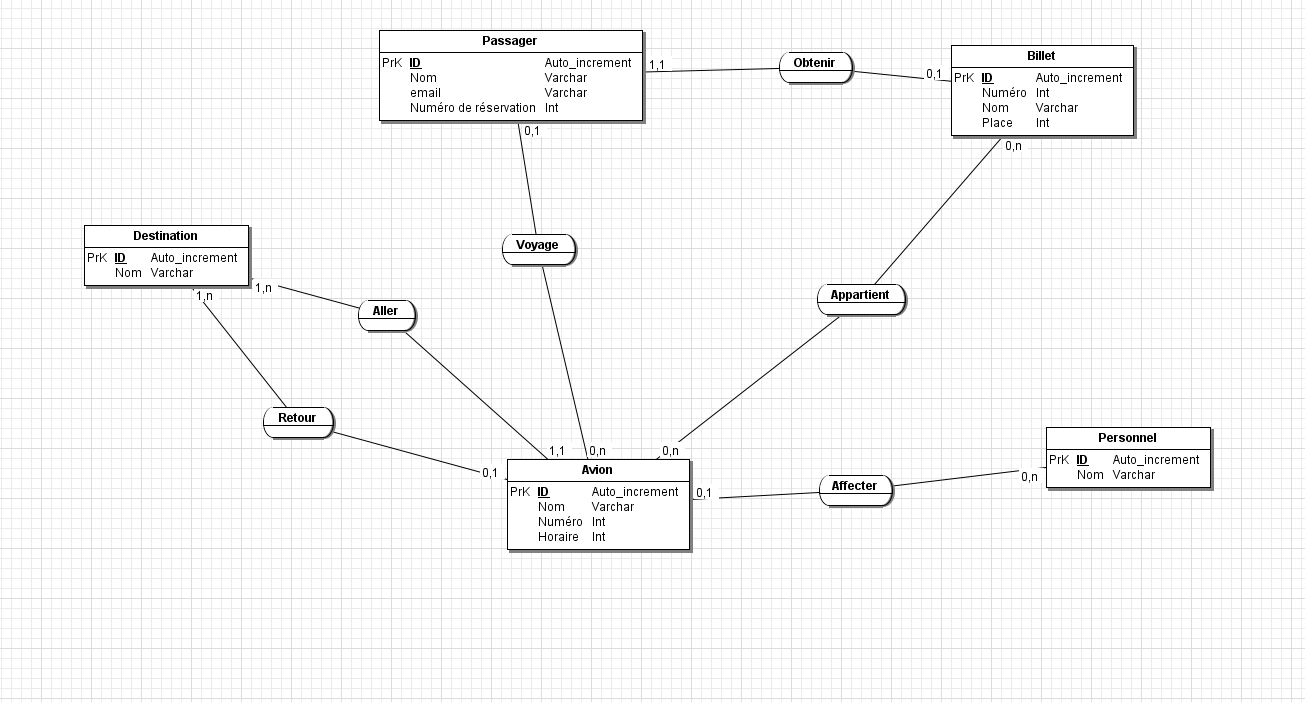 Passager
PrK ID Auto_increment
Nom Varchar
email Varchar
Numéro de réservation Int
1,1
Obtenir
0,1
Billet
PrK ID Auto_increment
Numéro Int
Nom Varchar
Place Int
0,1
0,n
Destination
PrK ID Auto_increment
Nom Varchar
Voyage
1,n
1,n
Aller
Appartient
Retour
0,1
1,1
0,n
0,n
Avion
PrK ID Auto_increment
Nom Varchar
Numéro Int
Horaire Int
0,1
Affecter
0,n
Personnel
PrK ID Auto_increment
Nom Varchar